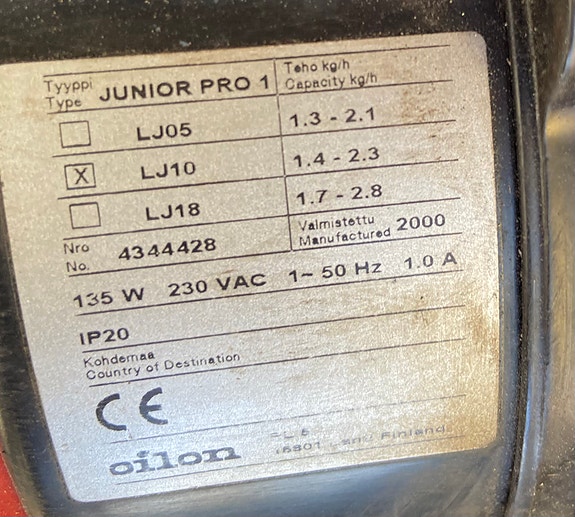 Tyyppi Teho kg/h
Type JUNIOR PRO 1 Capacity kg/h
LJ05 1.3 - 2.1
X LJ10 1.4 - 2.3
LJ18 1.7 - 2.8
Nro Valmistettu
No. 4344428 Manufactured 2000
135 W 230 VAC 1~ 50 Hz 1.0 A
IP20
Kohdemaa
Country of Destination
CE
oilon Finland